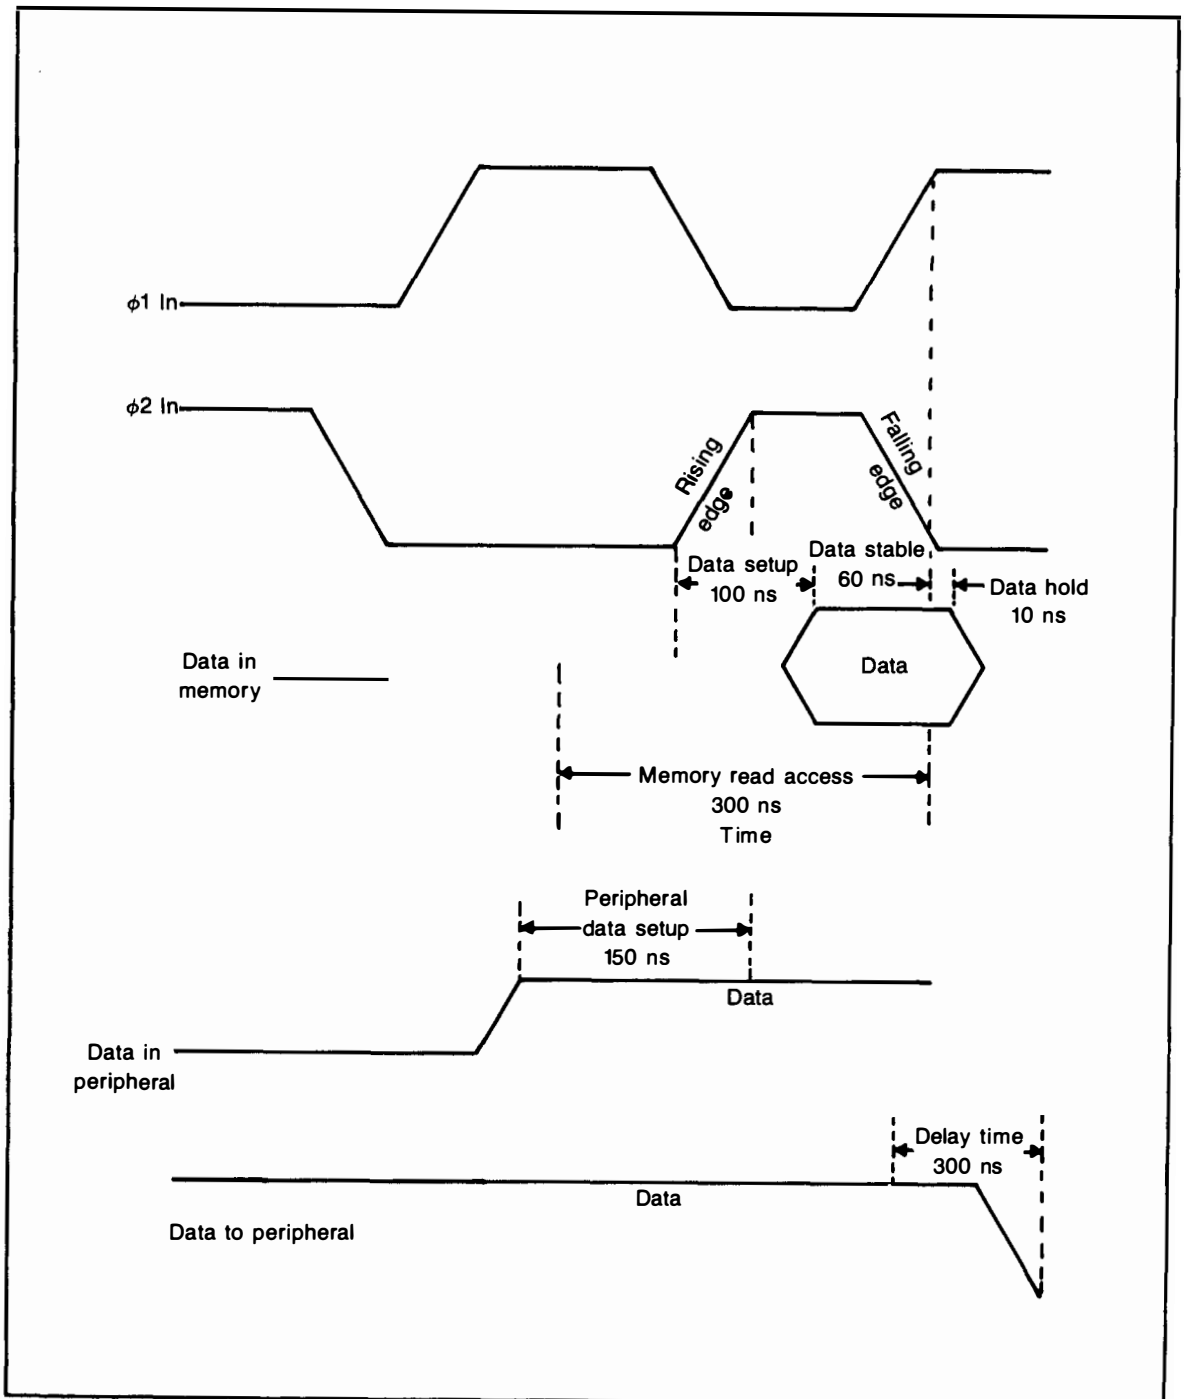 ϕ1 In
ϕ2 In
Rising
edge
Falling
edge
Data setup
100 ns
Data stable
60 ns
Data hold
10 ns
Data in
memory
Data
Memory read access
300 ns
Time
Peripheral
data setup
150 ns
Data
Data in
peripheral
Delay time
300 ns
Data
Data to peripheral